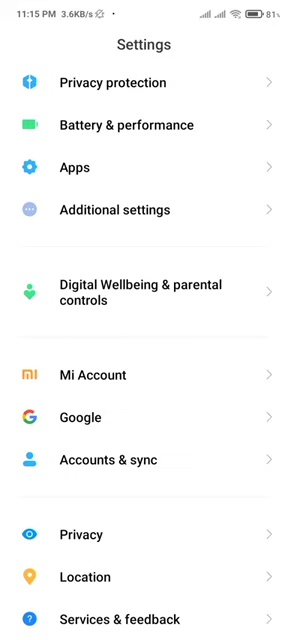 11:15 PM 3.6KB/s 81%
Settings
Privacy protection
Battery & performance
Apps
Additional settings
Digital Wellbeing & parental
controls
Mi Account
Google
Accounts & sync
Privacy
Location
Services & feedback